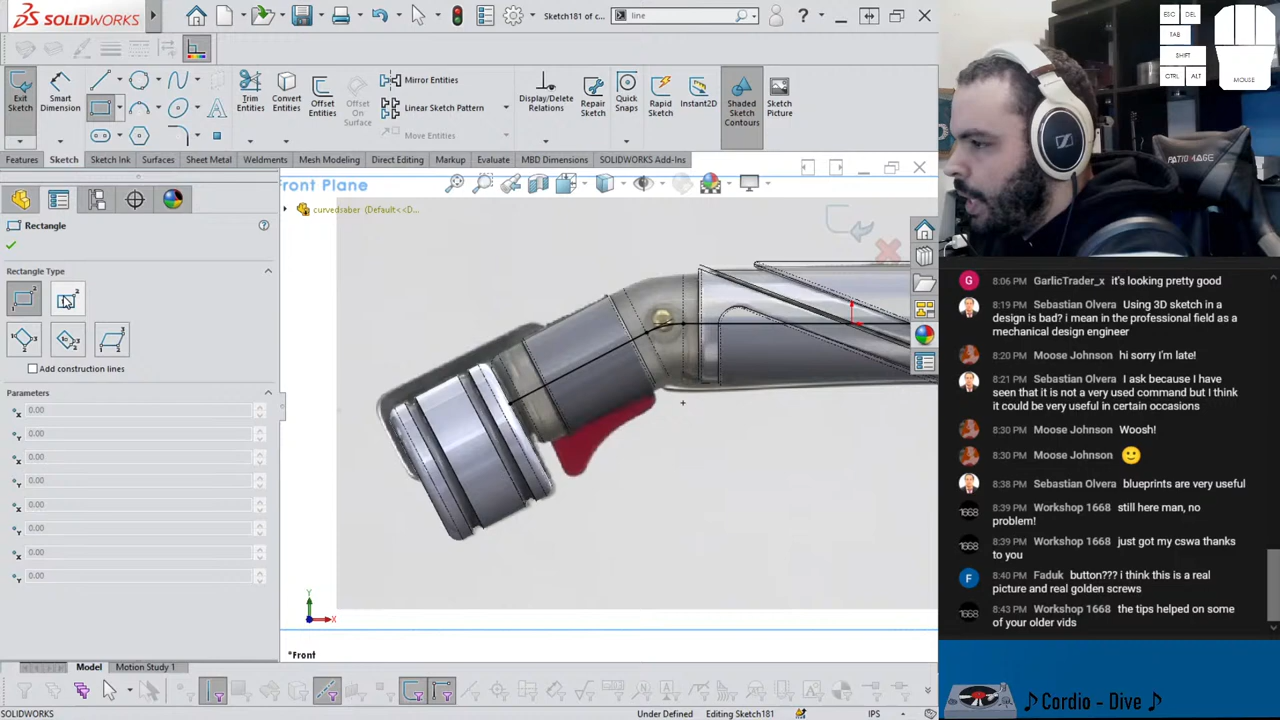 SOLIDWORKS
Sketch181 of c...
line
ESC
DEL
TAB
SHIFT
CTRL
ALT
MOUSE
Exit
Sketch
Smart
Dimension
Trim
Entities
Convert
Entities
Offset
Entities
Offset
On
Surface
Mirror Entities
Linear Sketch Pattern
Move Entities
Display/Delete
Relations
Repair
Sketch
Quick
Snaps
Rapid
Sketch
Instant2D
Shaded
Sketch
Contours
Sketch
Picture
Features
Sketch
Sketch Ink
Surfaces
Sheet Metal
Weldments
Mesh Modeling
Direct Editing
Markup
Evaluate
MBD Dimensions
SOLIDWORKS Add-Ins
Front Plane
curvedsaber (Default<<D...
Rectangle
Rectangle Type
Add construction lines
Parameters
0.00
0.00
0.00
0.00
0.00
0.00
0.00
0.00
Y
X
*Front
Model
Motion Study 1
SOLIDWORKS
Under Defined
Editing Sketch181
IPS
PATIO MAGE
8:06 PM GarlicTrader_x it's looking pretty good
8:19 PM Sebastian Olvera Using 3D sketch in a
design is bad? i mean in the professional field as a
mechanical design engineer
8:20 PM Moose Johnson hi sorry I'm late!
8:21 PM Sebastian Olvera I ask because I have
seen that it is not a very used command but I think
it could be very useful in certain occasions
8:30 PM Moose Johnson Woosh!
8:30 PM Moose Johnson 🙂
8:38 PM Sebastian Olvera blueprints are very useful
8:39 PM Workshop 1668 still here man, no
problem!
8:39 PM Workshop 1668 just got my cswa thanks
to you
8:40 PM Faduk button??? i think this is a real
picture and real golden screws
8:43 PM Workshop 1668 the tips helped on some
of your older vids
♪ Cordio - Dive ♪